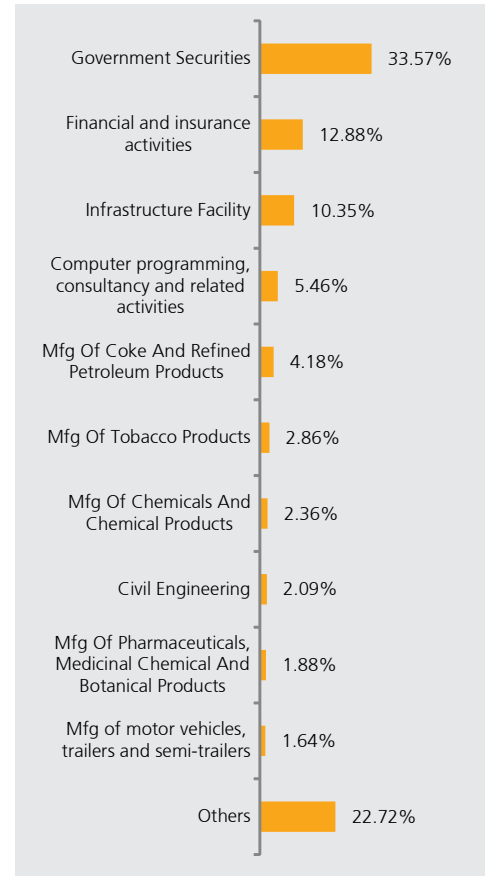 Government Securities
33.57%
Financial and insurance
activities
12.88%
Infrastructure Facility
10.35%
Computer programming,
consultancy and related
activities
5.46%
Mfg Of Coke And Refined
Petroleum Products
4.18%
Mfg Of Tobacco Products
2.86%
Mfg Of Chemicals And
Chemical Products
2.36%
Civil Engineering
2.09%
Mfg Of Pharmaceuticals,
Medicinal Chemical And
Botanical Products
1.88%
Mfg of motor vehicles,
trailers and semi-trailers
1.64%
Others
22.72%